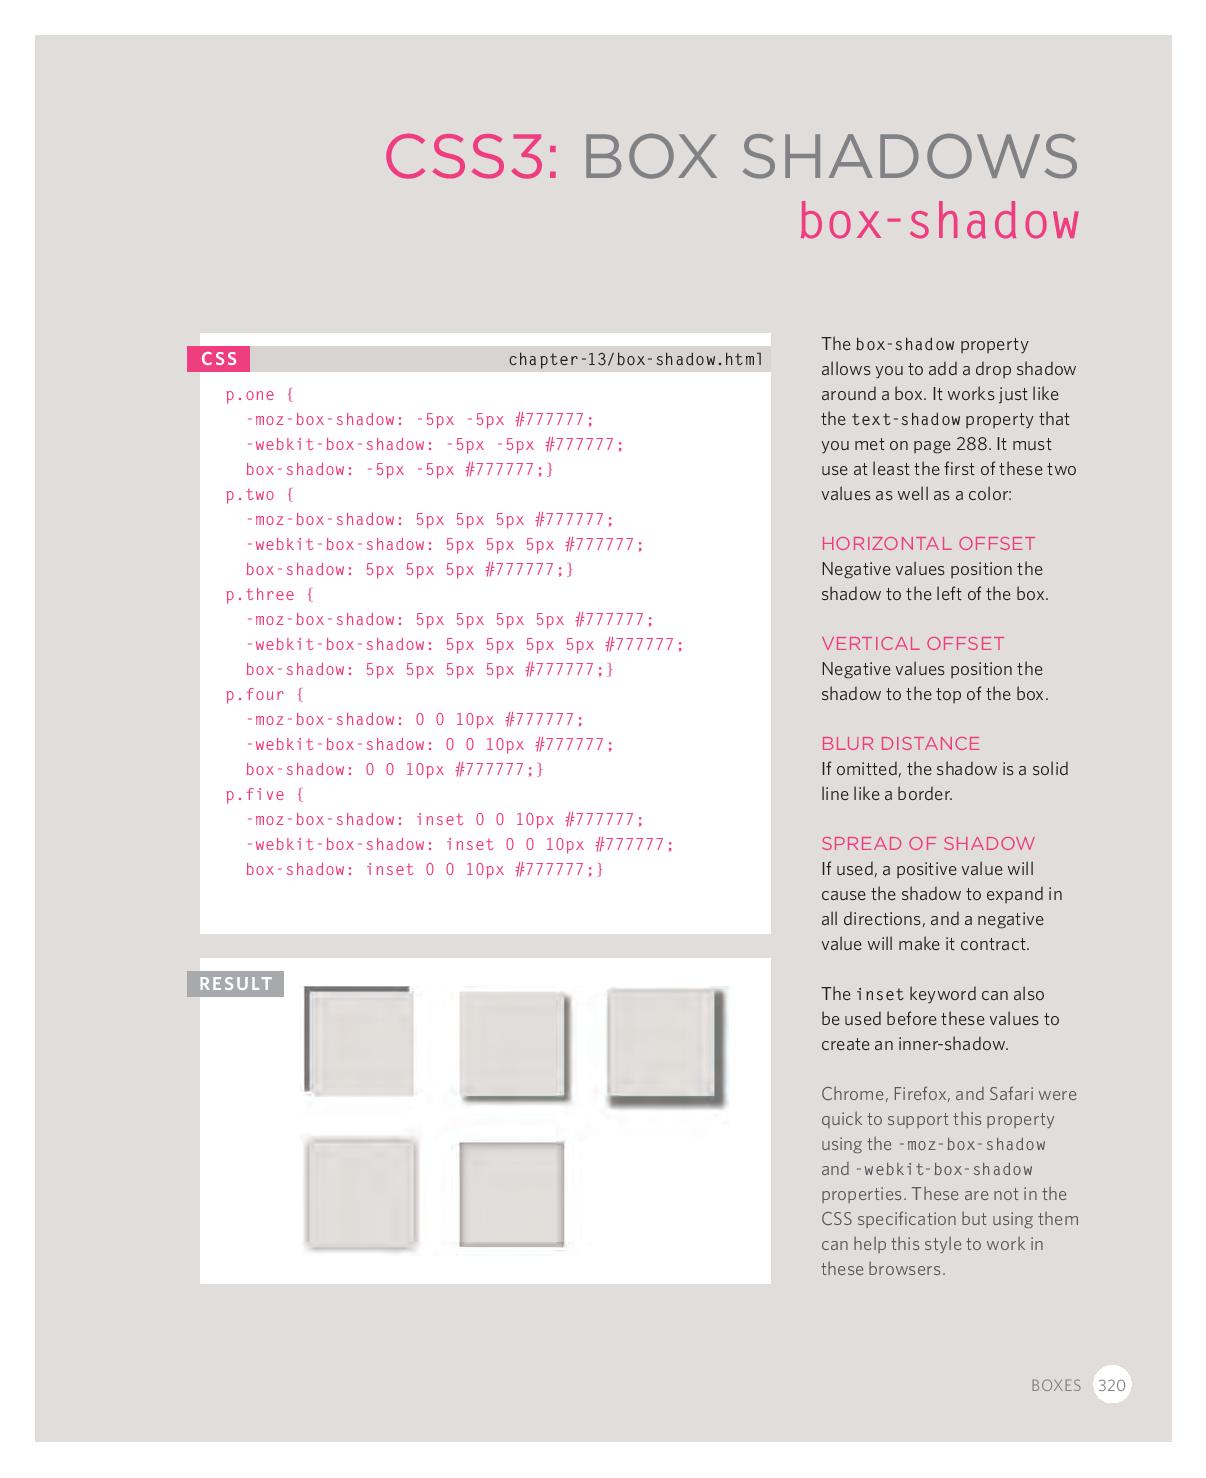 CSS3: BOX SHADOWS
box-shadow
CSS
chapter-13/box-shadow.html
p.one {
-moz-box-shadow: -5px -5px #777777;
-webkit-box-shadow: -5px -5px #777777;
box-shadow: -5px -5px #777777;}
p.two {
-moz-box-shadow: 5px 5px 5px #777777;
-webkit-box-shadow: 5px 5px 5px #777777;
box-shadow: 5px 5px 5px #777777;}
p.three {
-moz-box-shadow: 5px 5px 5px 5px #777777;
-webkit-box-shadow: 5px 5px 5px 5px #777777;
box-shadow: 5px 5px 5px 5px #777777;}
p.four {
-moz-box-shadow: 0 0 10px #777777;
-webkit-box-shadow: 0 0 10px #777777;
box-shadow: 0 0 10px #777777;}
p.five {
-moz-box-shadow: inset 0 0 10px #777777;
-webkit-box-shadow: inset 0 0 10px #777777;
box-shadow: inset 0 0 10px #777777;}
RESULT
The box-shadow property
allows you to add a drop shadow
around a box. It works just like
the text-shadow property that
you met on page 288. It must
use at least the first of these two
values as well as a color:
HORIZONTAL OFFSET
Negative values position the
shadow to the left of the box.
VERTICAL OFFSET
Negative values position the
shadow to the top of the box.
BLUR DISTANCE
If omitted, the shadow is a solid
line like a border.
SPREAD OF SHADOW
If used, a positive value will
cause the shadow to expand in
all directions, and a negative
value will make it contract.
The inset keyword can also
be used before these values to
create an inner-shadow.
Chrome, Firefox, and Safari were
quick to support this property
using the -moz-box-shadow
and -webkit-box-shadow
properties. These are not in the
CSS specification but using them
can help this style to work in
these browsers.
BOXES 320